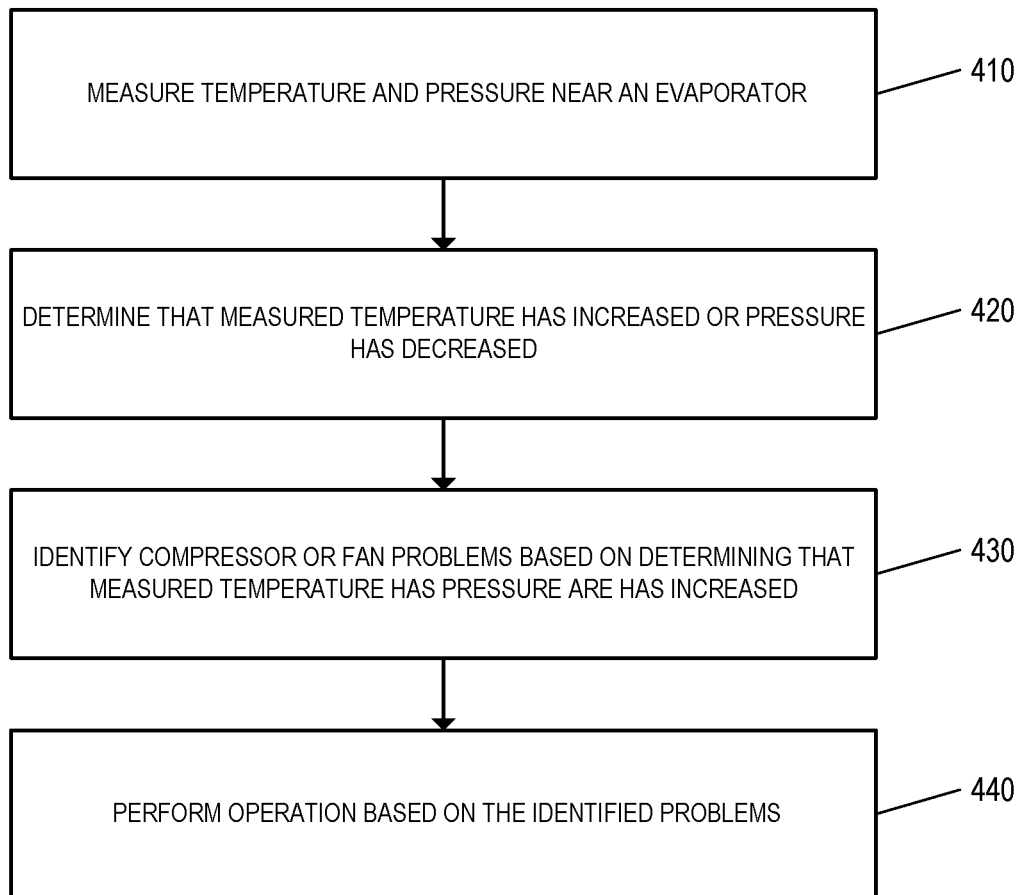 MEASURE TEMPERATURE AND PRESSURE NEAR AN EVAPORATOR
410
DETERMINE THAT MEASURED TEMPERATURE HAS INCREASED OR PRESSURE
HAS DECREASED
420
IDENTIFY COMPRESSOR OR FAN PROBLEMS BASED ON DETERMINING THAT
MEASURED TEMPERATURE HAS PRESSURE ARE HAS INCREASED
430
PERFORM OPERATION BASED ON THE IDENTIFIED PROBLEMS
440